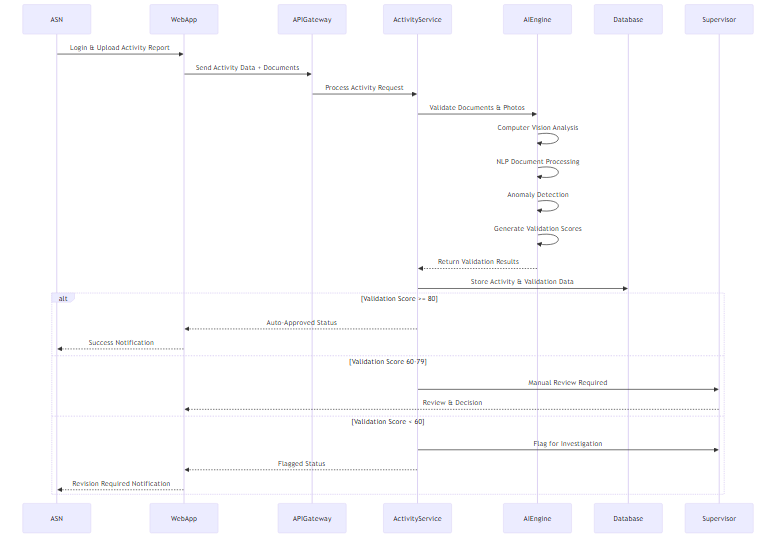 ASN WebApp APIGateway ActivityService AIEngine Database Supervisor
Login & Upload Activity Report
Send Activity Data + Documents
Process Activity Request
Validate Documents & Photos
Computer Vision Analysis
NLP Document Processing
Anomaly Detection
Generate Validation Scores
Return Validation Results
Store Activity & Validation Data
alt [Validation Score >= 80]
Auto-Approved Status
Success Notification
[Validation Score 60-79]
Manual Review Required
Review & Decision
[Validation Score < 60]
Flag for Investigation
Flagged Status
Revision Required Notification
ASN WebApp APIGateway ActivityService AIEngine Database Supervisor